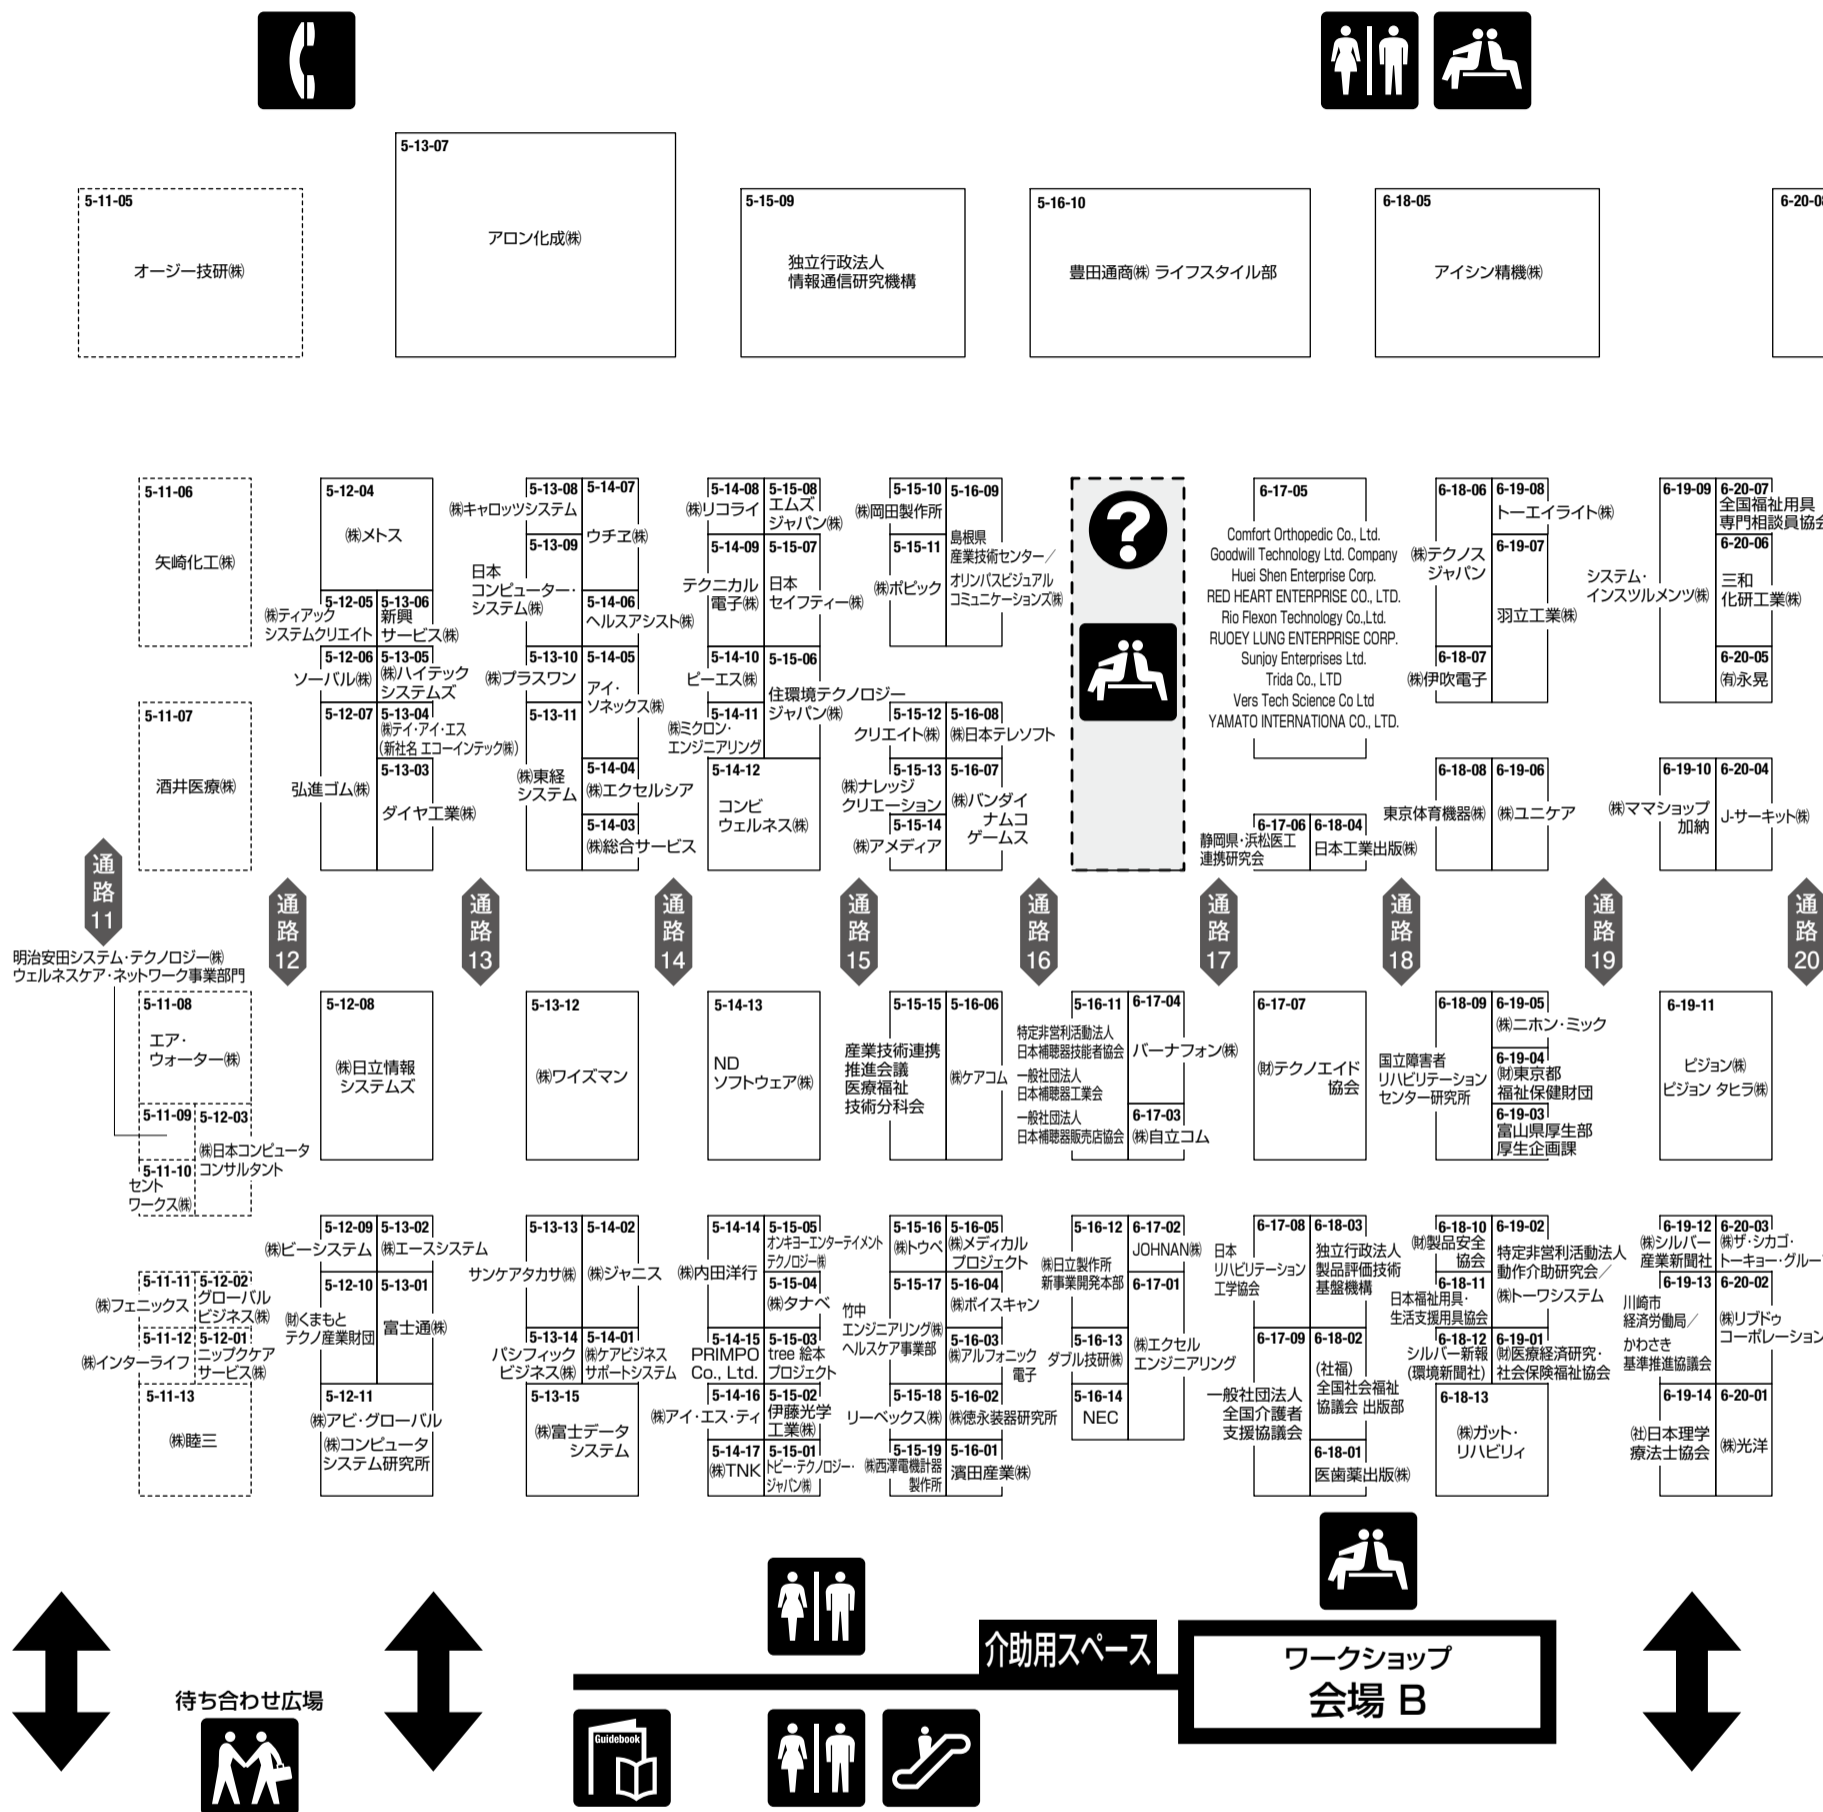 5-13-07
アロン化成㈱
5-11-05
オージー技研㈱
5-15-09
独立行政法人
情報通信研究機構
5-16-10
豊田通商㈱ ライフスタイル部
6-18-05
アイシン精機㈱
6-20-08
5-11-06
矢崎化工㈱
5-11-07
酒井医療㈱
5-12-04
㈱メトス
5-12-05
㈱ティアック
システムクリエイト
5-13-06
新興
サービス㈱
5-12-06
ソーバル㈱
5-13-05
㈱ハイテック
システムズ
5-12-07
弘進ゴム㈱
5-13-04
㈱テイ・アイ・エス
(新社名 エコーインテック㈱)
5-13-03
ダイヤ工業㈱
5-13-08
㈱キャロッツシステム
5-14-07
ウチヱ㈱
5-13-09
日本
コンピューター・
システム㈱
5-14-06
ヘルスアシスト㈱
5-13-10
㈱プラスワン
5-14-05
アイ・
ソネックス㈱
5-13-11
㈱東経
システム
5-14-04
㈱エクセルシア
5-14-03
㈱総合サービス
5-14-08
㈱リコライ
5-15-08
エムズ
ジャパン㈱
5-14-09
テクニカル
電子㈱
5-15-07
日本
セイフティー㈱
5-14-10
ピーエス㈱
5-15-06
住環境テクノロジー
ジャパン㈱
5-14-11
㈱ミクロン・
エンジニアリング
5-14-12
コンビ
ウェルネス㈱
5-15-10
㈱岡田製作所
5-16-09
島根県
産業技術センター／
オリンパスビジュアル
コミュニケーションズ㈱
5-15-11
㈱ポピック
5-15-12
クリエイト㈱
5-16-08
㈱日本テレソフト
5-15-13
㈱ナレッジ
クリエーション
5-16-07
㈱バンダイ
ナムコ
ゲームス
5-15-14
㈱アメディア
?
6-17-05
Comfort Orthopedic Co., Ltd.
Goodwill Technology Ltd. Company
Huei Shen Enterprise Corp.
RED HEART ENTERPRISE CO., LTD.
Rio Flexon Technology Co.,Ltd.
RUOEY LUNG ENTERPRISE CORP.
Sunjoy Enterprises Ltd.
Trida Co., LTD
Vers Tech Science Co Ltd
YAMATO INTERNATIONA CO., LTD.
6-17-06
静岡県・浜松医工
連携研究会
6-18-04
日本工業出版㈱
6-18-06
㈱テクノス
ジャパン
6-19-08
トーエイライト㈱
6-19-07
羽立工業㈱
6-18-07
㈱伊吹電子
6-18-08
東京体育機器㈱
6-19-06
㈱ユニケア
6-19-09
システム・
インスツルメンツ㈱
6-20-07
全国福祉用具
専門相談員協会
6-20-06
三和
化研工業㈱
6-20-05
㈲永晃
6-19-10
㈱ママショップ
加納
6-20-04
J-サーキット㈱
通路11
通路12
通路13
通路14
通路15
通路16
通路17
通路18
通路19
通路20
明治安田システム・テクノロジー㈱
ウェルネスケア・ネットワーク事業部門
5-11-08
エア・
ウォーター㈱
5-11-09
5-12-03
㈱日本コンピュータ
コンサルタント
5-11-10
セント
ワークス㈱
5-12-08
㈱日立情報
システムズ
5-13-12
㈱ワイズマン
5-14-13
ND
ソフトウェア㈱
5-15-15
産業技術連携
推進会議
医療福祉
技術分科会
5-16-06
㈱ケアコム
5-16-11
特定非営利活動法人
日本補聴器技能者協会
一般社団法人
日本補聴器工業会
一般社団法人
日本補聴器販売店協会
6-17-04
バーナフォン㈱
6-17-03
㈱自立コム
6-17-07
㈶テクノエイド
協会
6-18-09
国立障害者
リハビリテーション
センター研究所
6-19-05
㈱ニホン・ミック
6-19-04
㈶東京都
福祉保健財団
6-19-03
富山県厚生部
厚生企画課
6-19-11
ピジョン㈱
ピジョン タヒラ㈱
5-11-11
㈱フェニックス
5-12-02
グローバル
ビジネス㈱
5-11-12
㈱インターライフ
5-12-01
ニップクケア
サービス㈱
5-11-13
㈱睦三
5-12-09
㈱ビーシステム
5-13-02
㈱エースシステム
5-12-10
㈶くまもと
テクノ産業財団
5-13-01
富士通㈱
5-12-11
㈱アビ・グローバル
㈱コンピュータ
システム研究所
5-13-13
サンケアタカサ㈱
5-14-02
㈱ジャニス
5-13-14
パシフィック
ビジネス㈱
5-14-01
㈱ケアビジネス
サポートシステム
5-13-15
㈱富士データ
システム
5-14-14
㈱内田洋行
5-15-05
オンキヨーエンターテイメント
テクノロジー㈱
5-15-04
㈱タナベ
5-14-15
PRIMPO
Co., Ltd.
5-15-03
tree 絵本
プロジェクト
5-14-16
㈱アイ・エス・ティ
5-15-02
伊藤光学
工業㈱
5-14-17
㈱TNK
5-15-01
トビー・テクノロジー・
ジャパン㈱
5-15-16
㈱トウペ
5-16-05
㈱メディカル
プロジェクト
5-15-17
竹中
エンジニアリング㈱
ヘルスケア事業部
5-16-04
㈱ボイスキャン
5-16-03
㈱アルフォニック
電子
5-15-18
リーベックス㈱
5-16-02
㈱徳永装器研究所
5-15-19
㈱西澤電機計器
製作所
5-16-01
濱田産業㈱
5-16-12
㈱日立製作所
新事業開発本部
6-17-02
JOHNAN㈱
6-17-01
㈱エクセル
エンジニアリング
5-16-13
ダブル技研㈱
5-16-14
NEC
6-17-08
日本
リハビリテーション
工学協会
6-18-03
独立行政法人
製品評価技術
基盤機構
6-17-09
一般社団法人
全国介護者
支援協議会
6-18-02
(社福)
全国社会福祉
協議会 出版部
6-18-01
医歯薬出版㈱
6-18-10
㈶製品安全
協会
6-19-02
特定非営利活動法人
動作介助研究会／
㈱トーワシステム
6-18-11
日本福祉用具・
生活支援用具協会
6-18-12
シルバー新報
(環境新聞社)
6-19-01
㈶医療経済研究・
社会保険福祉協会
6-18-13
㈱ガット・
リハビリィ
6-19-12
㈱シルバー
産業新聞社
6-20-03
㈱ザ・シカゴ・
トーキョー・グルー
6-19-13
川崎市
経済労働局／
かわさき
基準推進協議会
6-20-02
㈱リブドゥ
コーポレーション
6-19-14
㈳日本理学
療法士協会
6-20-01
㈱光洋
介助用スペース
ワークショップ
会場 B
待ち合わせ広場
Guidebook